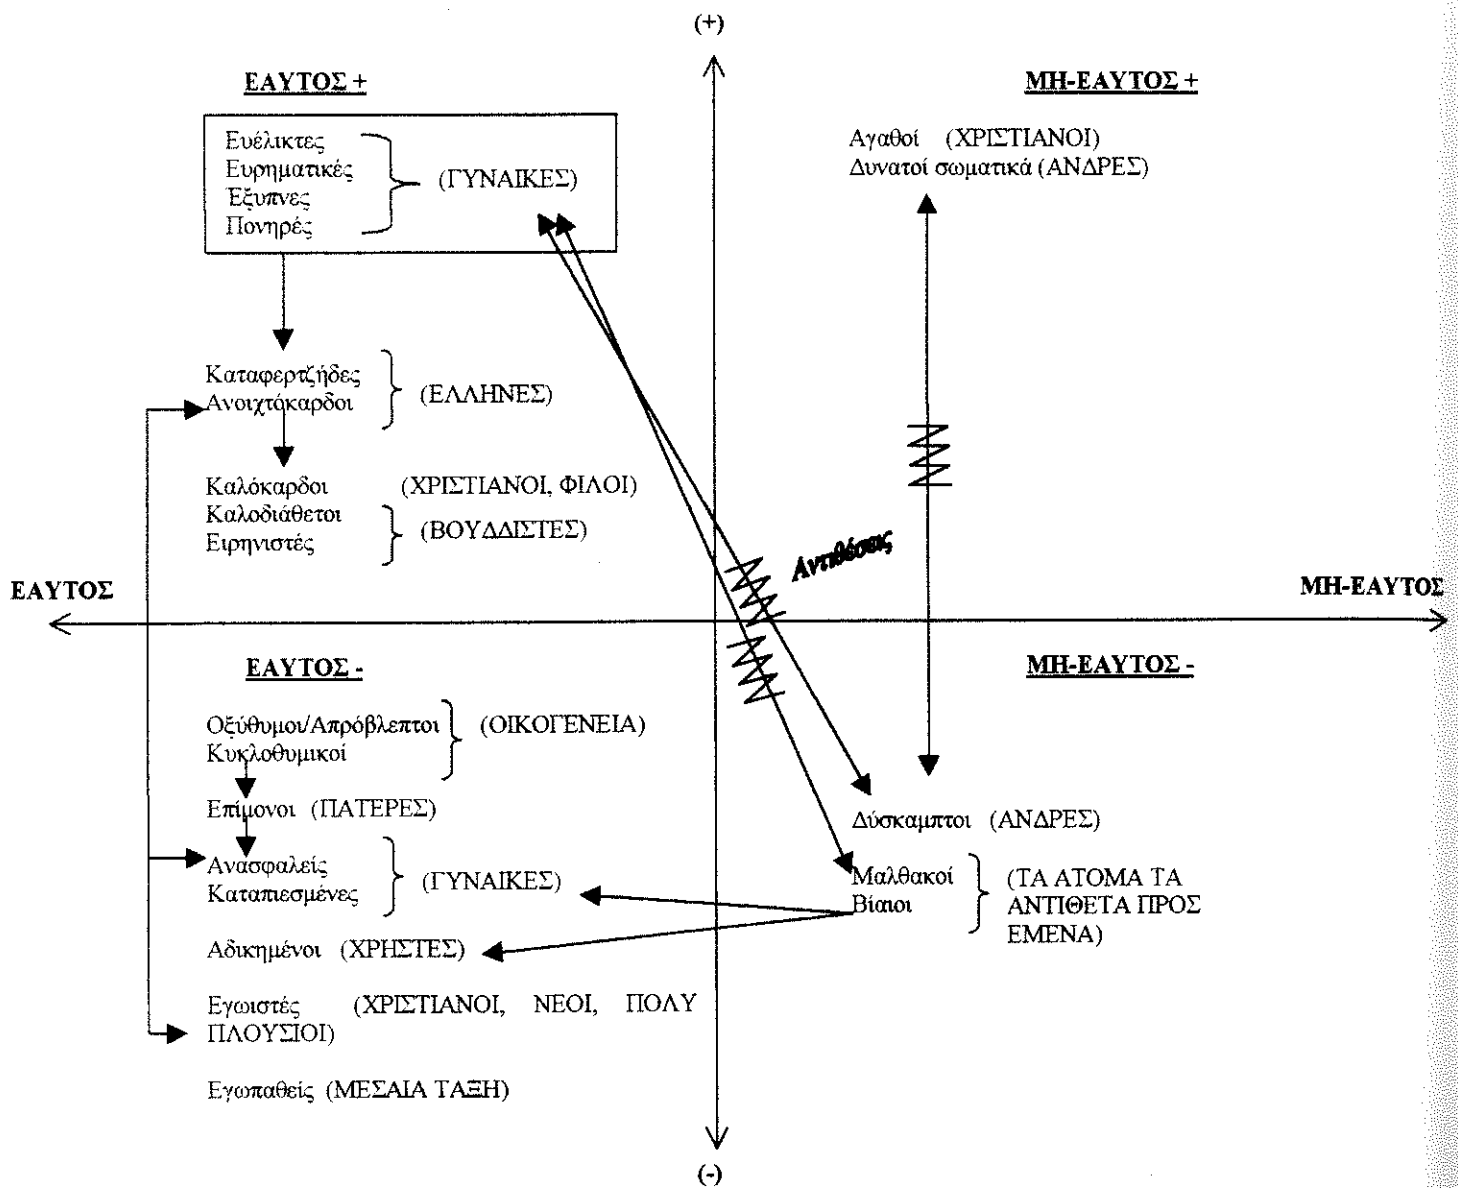 (+)
ΕΑΥΤΟΣ +
ΜΗ-ΕΑΥΤΟΣ +
Ευέλικτες
Ευρηματικές
Έξυπνες
Πονηρές
(ΓΥΝΑΙΚΕΣ)
Αγαθοί (ΧΡΙΣΤΙΑΝΟΙ)
Δυνατοί σωματικά (ΑΝΔΡΕΣ)
Καταφερτζήδες
Ανοιχτόκαρδοι
(ΕΛΛΗΝΕΣ)
Καλόκαρδοι (ΧΡΙΣΤΙΑΝΟΙ, ΦΙΛΟΙ)
Καλοδιάθετοι
Ειρηνιστές
(ΒΟΥΔΔΙΣΤΕΣ)
Αντιθέσεις
ΕΑΥΤΟΣ
ΜΗ-ΕΑΥΤΟΣ
ΕΑΥΤΟΣ -
ΜΗ-ΕΑΥΤΟΣ -
Οξύθυμοι/Απρόβλεπτοι
Κυκλοθυμικοί
(ΟΙΚΟΓΕΝΕΙΑ)
Επίμονοι (ΠΑΤΕΡΕΣ)
Ανασφαλείς
Καταπιεσμένες
(ΓΥΝΑΙΚΕΣ)
Αδικημένοι (ΧΡΗΣΤΕΣ)
Εγωιστές (ΧΡΙΣΤΙΑΝΟΙ, ΝΕΟΙ, ΠΟΛΥ
ΠΛΟΥΣΙΟΙ)
Εγωπαθείς (ΜΕΣΑΙΑ ΤΑΞΗ)
Δύσκαμπτοι (ΑΝΔΡΕΣ)
Μαλθακοί
Βίαιοι
(ΤΑ ΑΤΟΜΑ ΤΑ
ΑΝΤΙΘΕΤΑ ΠΡΟΣ
ΕΜΕΝΑ)
(-)